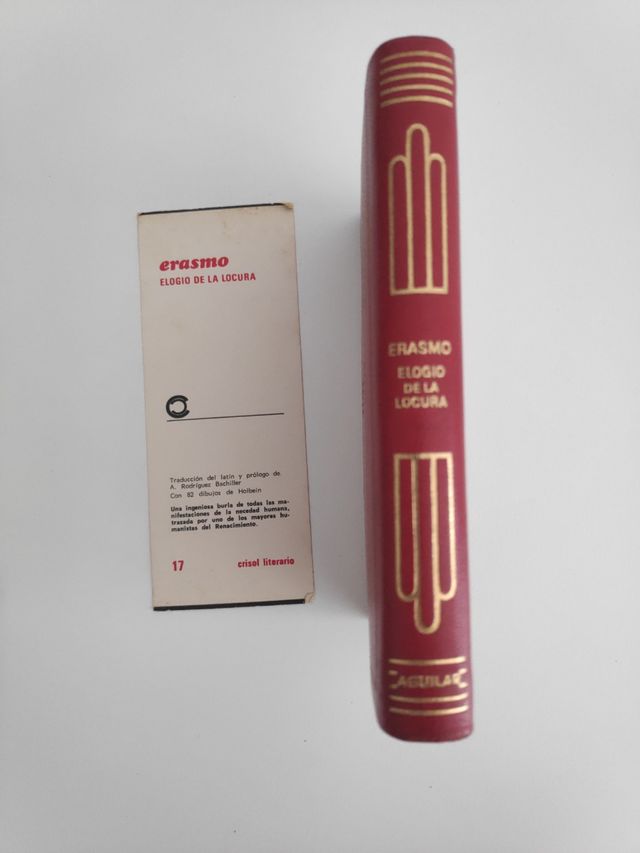 erasmo
ELOGIO DE LA LOCURA
Traducción del latín y prólogo de
A. Rodríguez Bachiller
Con 82 dibujos de Holbein
Una ingeniosa burla de todas las ma-
nifestaciones de la necedad humana,
trazada por uno de los mayores hu-
manistas del Renacimiento.
17 crisol literario
ERASMO
ELOGIO
DE LA
LOCURA
AGUILAR